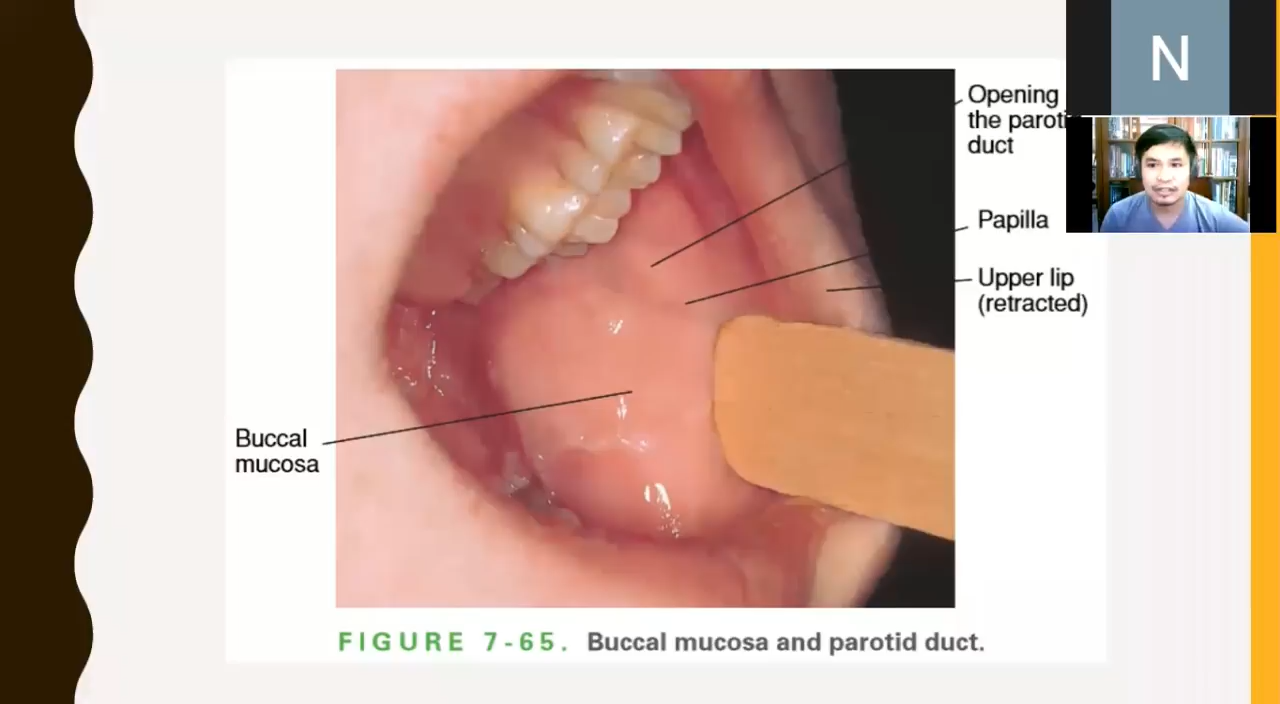 Opening
the paroti
duct
Papilla
Upper lip
(retracted)
Buccal
mucosa
FIGURE 7-65. Buccal mucosa and parotid duct.
N